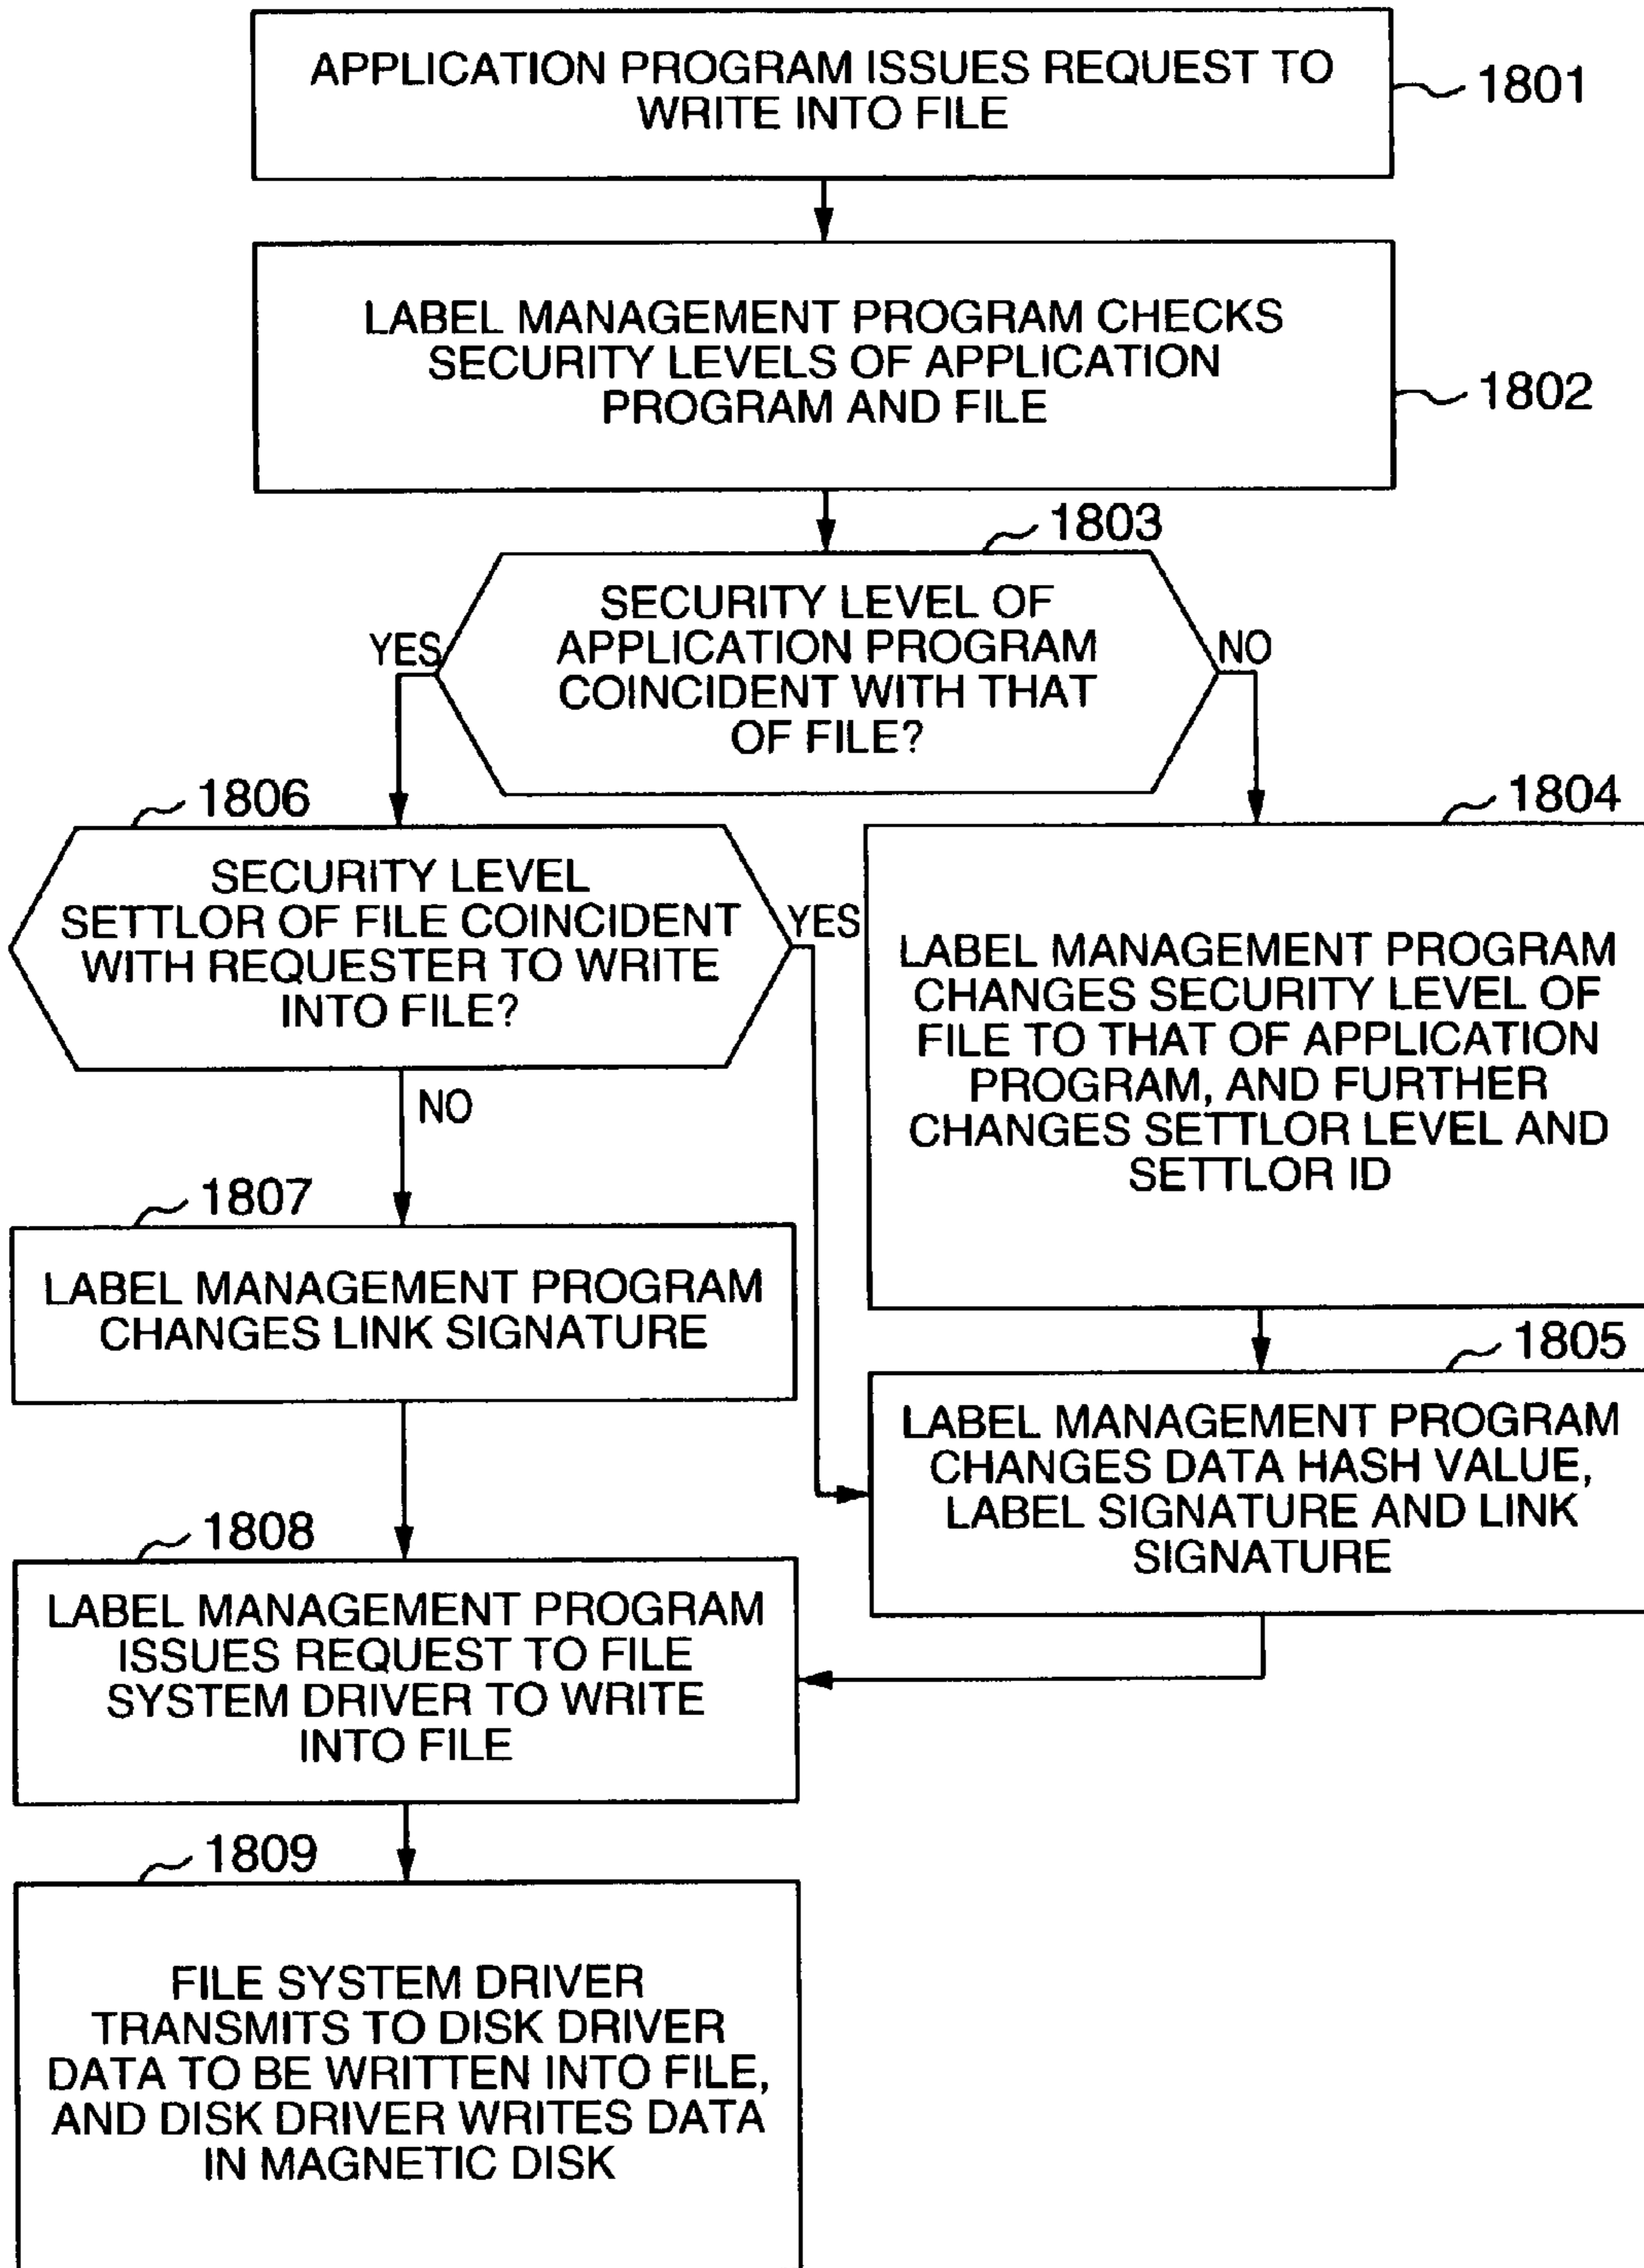 APPLICATION PROGRAM ISSUES REQUEST TO
WRITE INTO FILE
1801
LABEL MANAGEMENT PROGRAM CHECKS
SECURITY LEVELS OF APPLICATION
PROGRAM AND FILE
1802
1803
SECURITY LEVEL OF
APPLICATION PROGRAM
COINCIDENT WITH THAT
OF FILE?
YES
NO
1806
SECURITY LEVEL
SETTLOR OF FILE COINCIDENT
WITH REQUESTER TO WRITE
INTO FILE?
YES
NO
1804
LABEL MANAGEMENT PROGRAM
CHANGES SECURITY LEVEL OF
FILE TO THAT OF APPLICATION
PROGRAM, AND FURTHER
CHANGES SETTLOR LEVEL AND
SETTLOR ID
1807
LABEL MANAGEMENT PROGRAM
CHANGES LINK SIGNATURE
1805
LABEL MANAGEMENT PROGRAM
CHANGES DATA HASH VALUE,
LABEL SIGNATURE AND LINK
SIGNATURE
1808
LABEL MANAGEMENT PROGRAM
ISSUES REQUEST TO FILE
SYSTEM DRIVER TO WRITE
INTO FILE
1809
FILE SYSTEM DRIVER
TRANSMITS TO DISK DRIVER
DATA TO BE WRITTEN INTO FILE,
AND DISK DRIVER WRITES DATA
IN MAGNETIC DISK